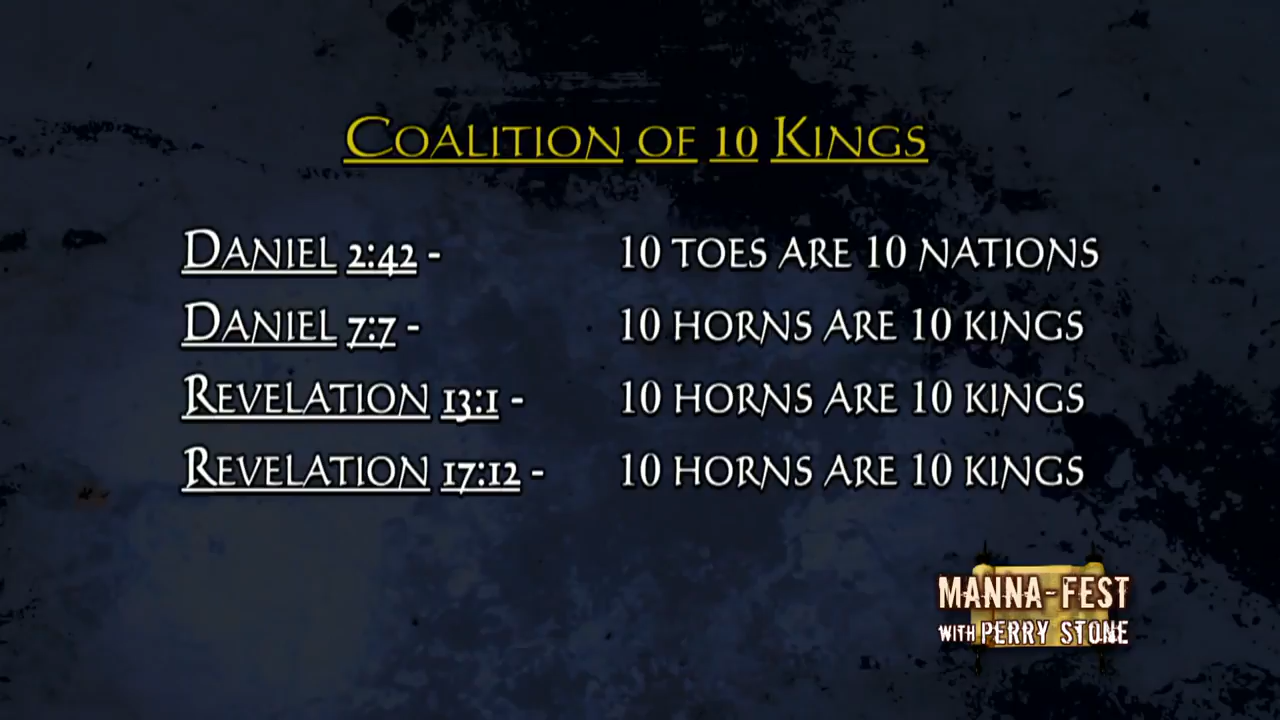 COALITION OF 10 KINGS
DANIEL 2:42 - 10 TOES ARE 10 NATIONS
DANIEL 7:7 - 10 HORNS ARE 10 KINGS
REVELATION 13:1 - 10 HORNS ARE 10 KINGS
REVELATION 17:12 - 10 HORNS ARE 10 KINGS
MANNA-FEST
WITH PERRY STONE